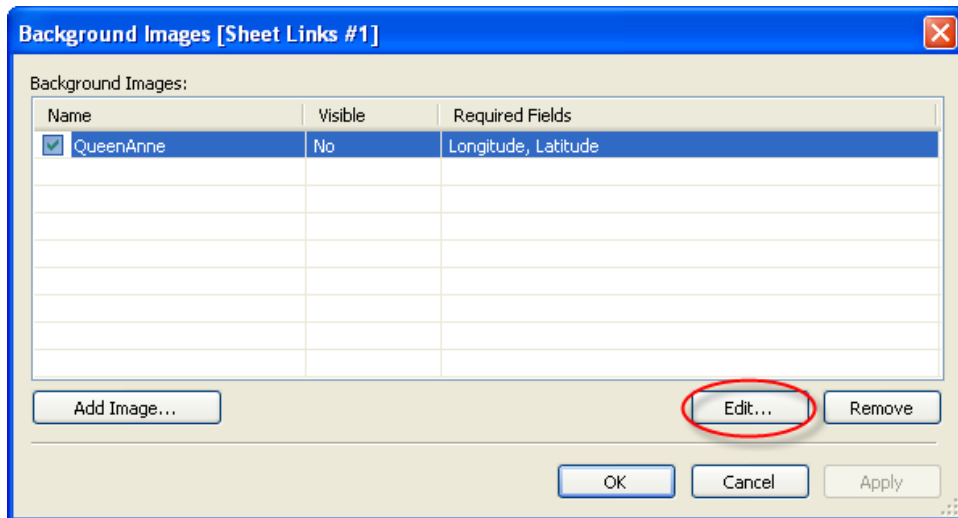 Background Images [Sheet Links #1]
Background Images:
Name Visible Required Fields
QueenAnne No Longitude, Latitude
Add Image... Edit... Remove
OK Cancel Apply